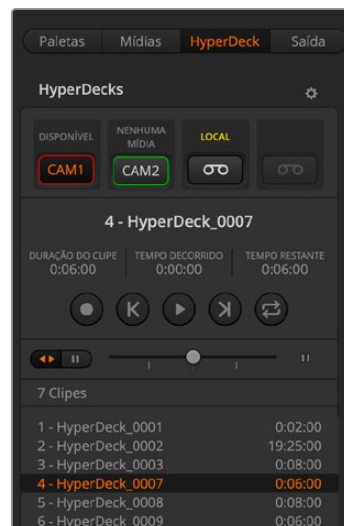 Paletas Mídias HyperDeck Saída
HyperDecks
DISPONÍVEL NENHUMA MÍDIA LOCAL
CAM1 CAM2
4 - HyperDeck_0007
DURAÇÃO DO CLIPE TEMPO DECORRIDO TEMPO RESTANTE
0:06:00 0:00:00 0:06:00
7 Clipes
1 - HyperDeck_0001 0:02:00
2 - HyperDeck_0002 19:25:00
3 - HyperDeck_0003 0:08:00
4 - HyperDeck_0007 0:06:00
5 - HyperDeck_0008 0:08:00
6 - HyperDeck_0009 0:06:00